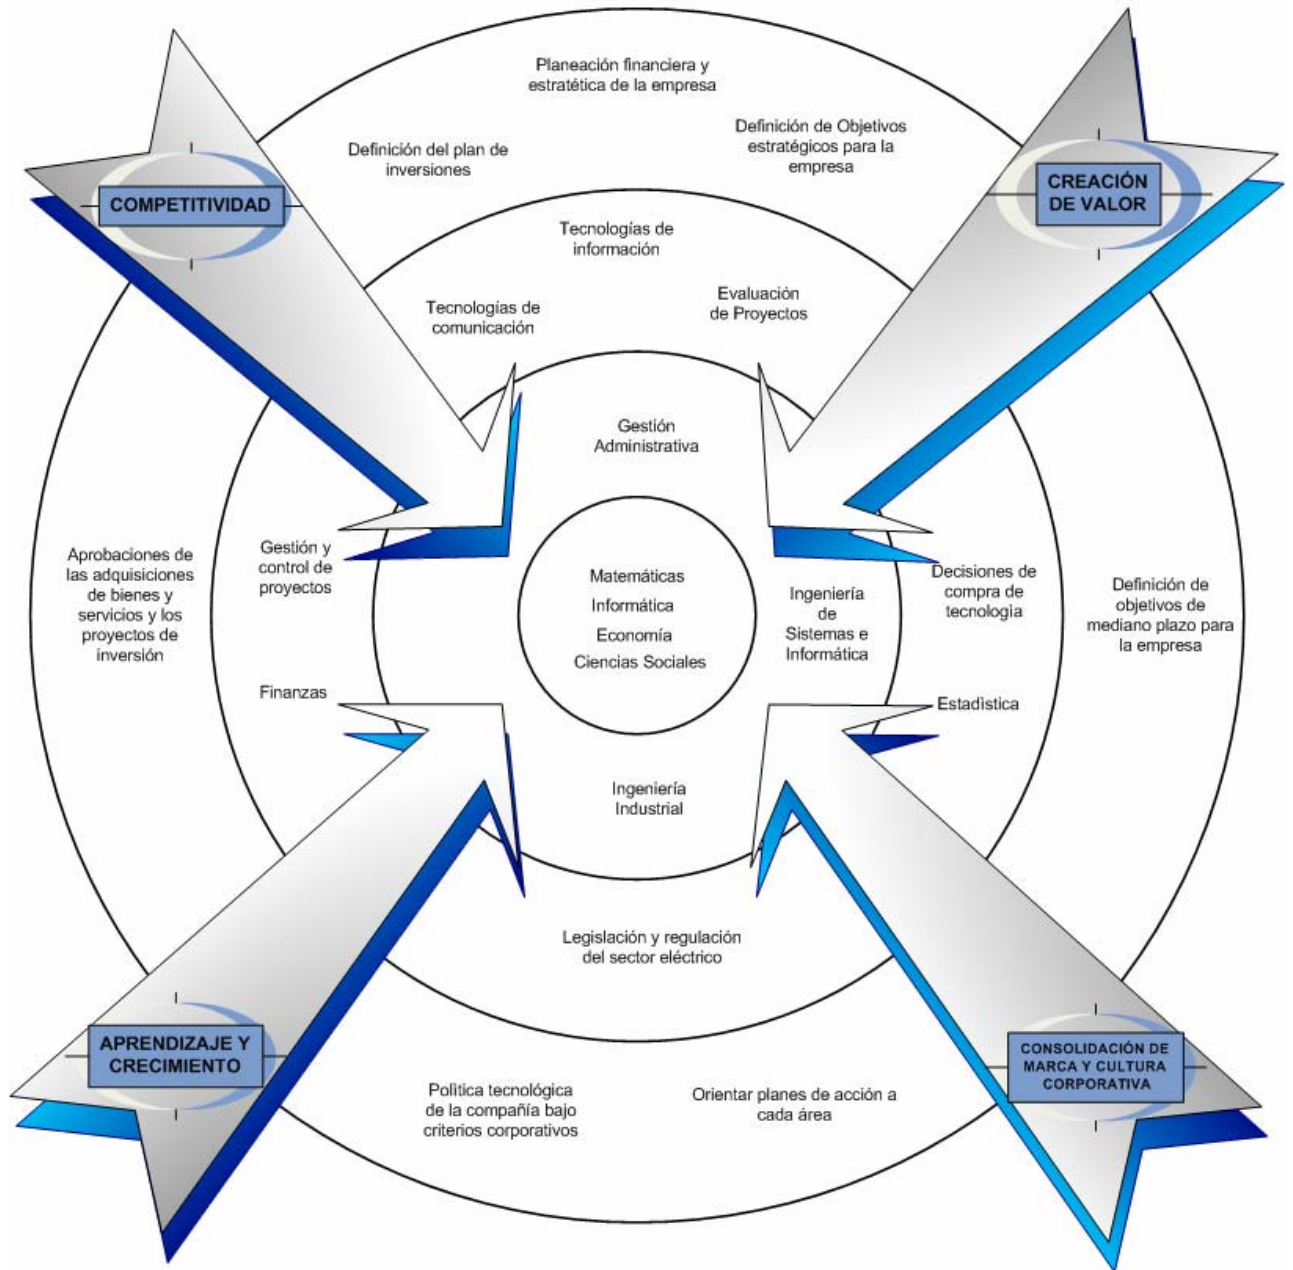 Planeación financiera y
estratética de la empresa
Definición del plan de
inversiones
Definición de Objetivos
estratégicos para la
empresa
COMPETITIVIDAD
CREACIÓN
DE VALOR
Tecnologías de
información
Tecnologías de
comunicación
Evaluación
de Proyectos
Gestión
Administrativa
Aprobaciones de
las adquisiciones
de bienes y
servicios y los
proyectos de
inversión
Gestión y
control de
proyectos
Matemáticas
Informática
Economía
Ciencias Sociales
Ingeniería
de
Sistemas e
Informática
Decisiones de
compra de
tecnologìa
Definición de
objetivos de
mediano plazo para
la empresa
Finanzas
Estadìstica
Ingeniería
Industrial
Legislación y regulación
del sector eléctrico
APRENDIZAJE Y
CRECIMIENTO
CONSOLIDACIÓN DE
MARCA Y CULTURA
CORPORATIVA
Polìtica tecnológica
de la compañía bajo
criterios corporativos
Orientar planes de acción a
cada área